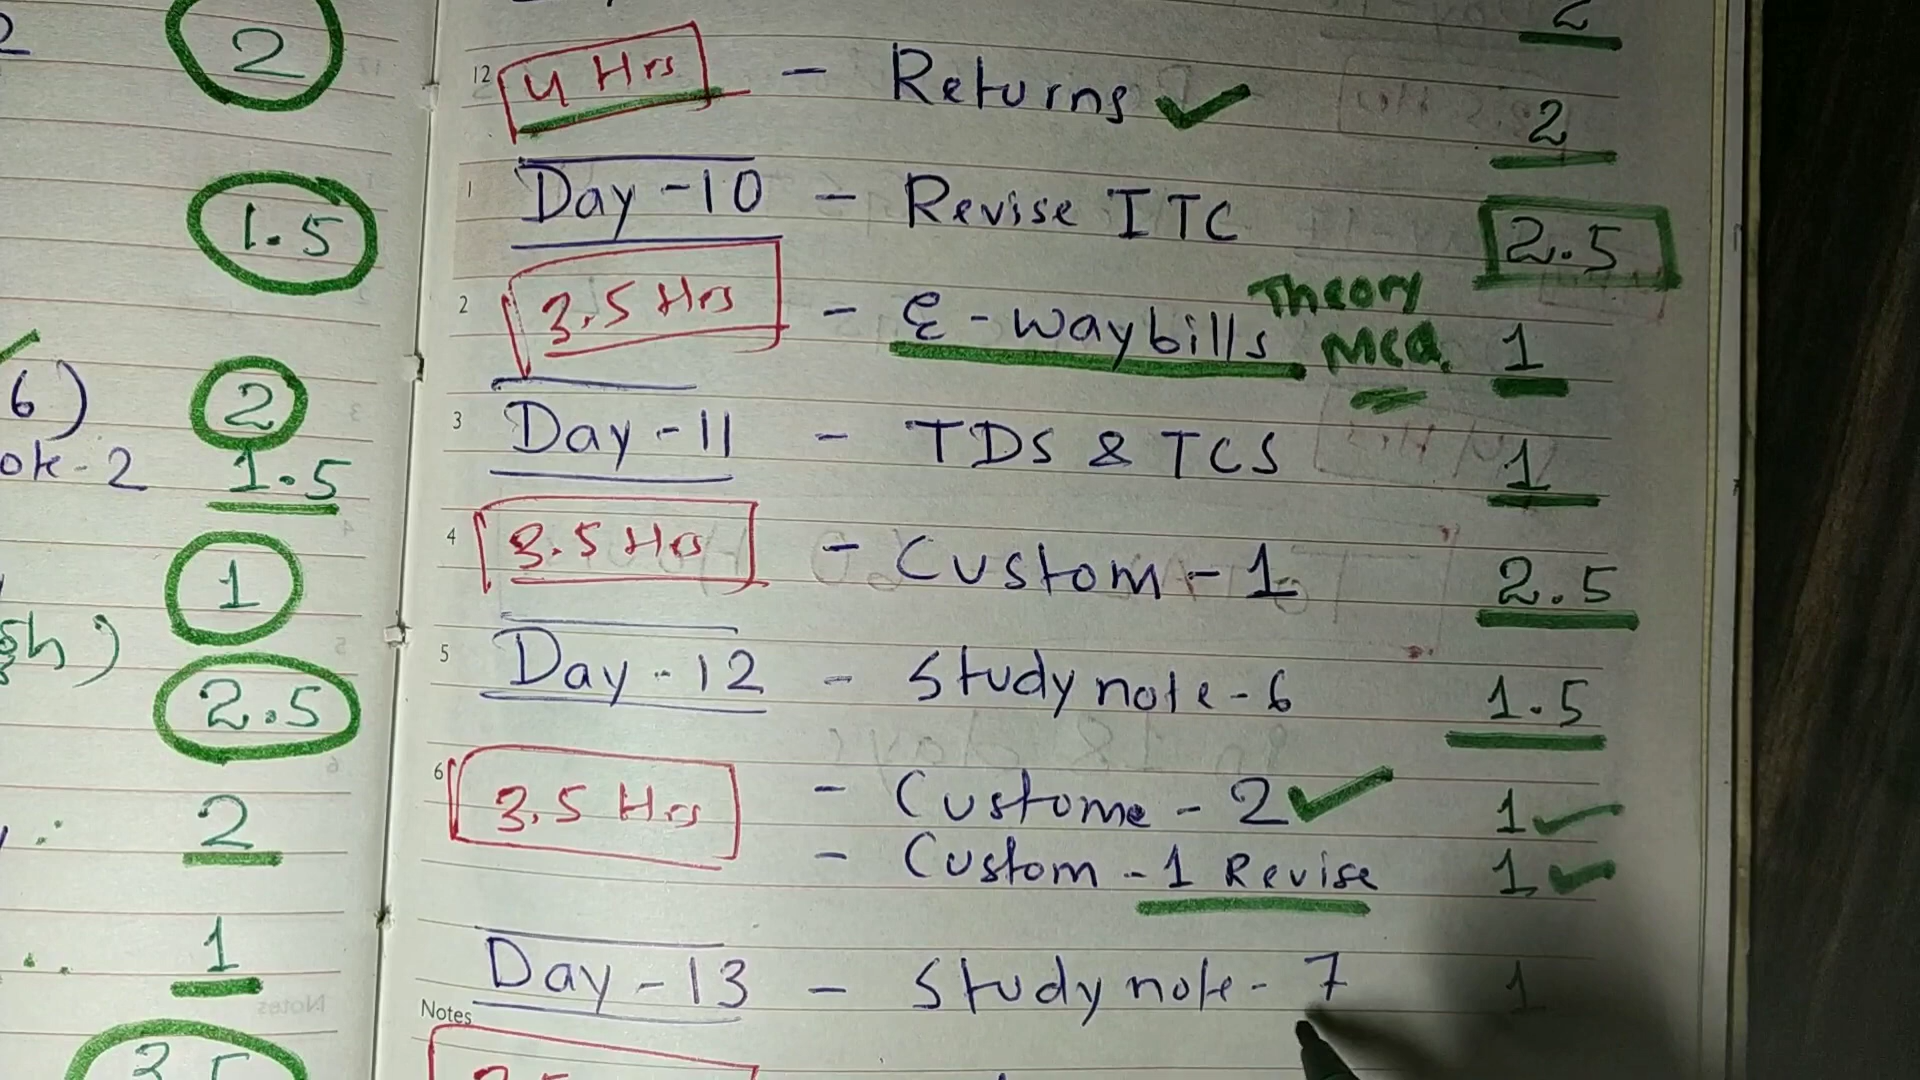 2
1.5
6)
2
ok-2
1.5
1
sh)
2.5
2
1
Notes
2
12
4 Hrs
- Returns
2
1
Day-10 - Revise ITC
2.5
2
3.5 Hrs
- E-waybills
Theory
MCQ
1
3
Day-11 - TDS & TCS
1
4
3.5 Hrs
- Custom-1
2.5
5
Day-12 - Study note-6
1.5
6
3.5 Hrs
- Custome-2
1
- Custom-1 Revise
1
Day-13 - Study note-7
1
Notes